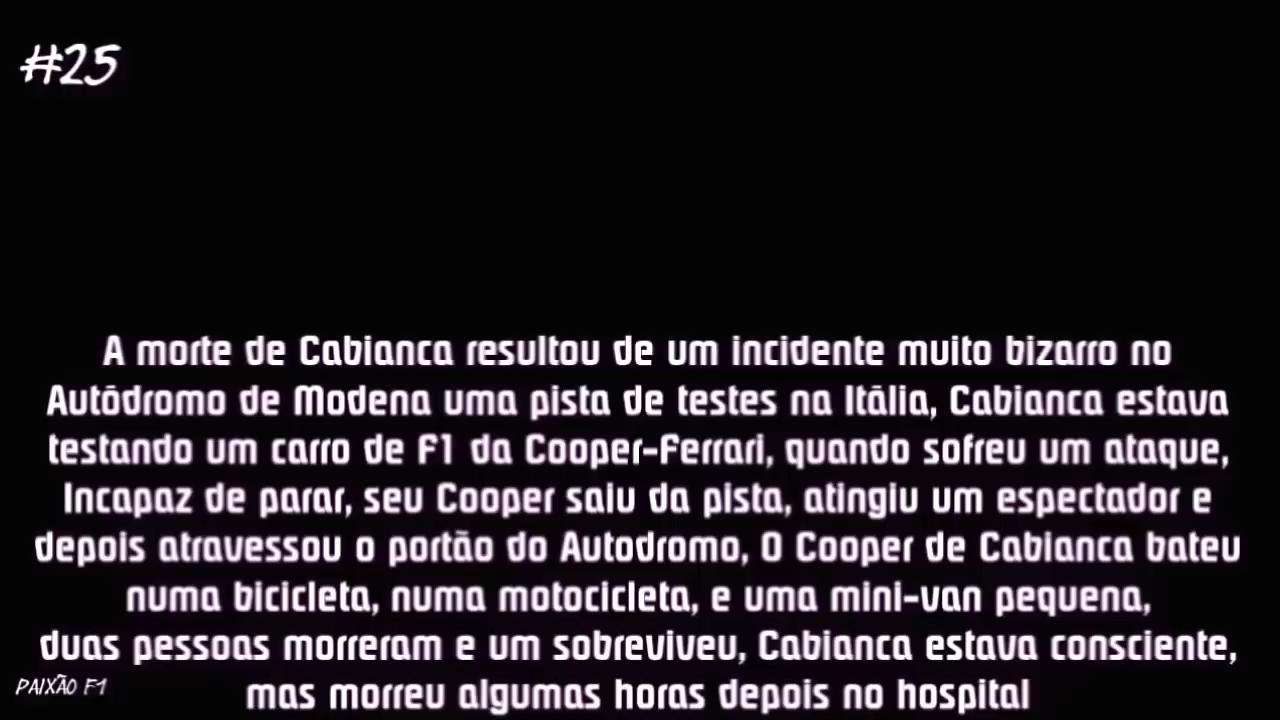 #25
A morte de Cabianca resultou de um incidente muito bizarro no
Autódromo de Modena uma pista de testes na Itália, Cabianca estava
testando um carro de F1 da Cooper-Ferrari, quando sofreu um ataque,
Incapaz de parar, seu Cooper saiu da pista, atingiu um espectador e
depois atravessou o portão do Autodromo, O Cooper de Cabianca bateu
numa bicicleta, numa motocicleta, e uma mini-van pequena,
duas pessoas morreram e um sobreviveu, Cabianca estava consciente,
mas morreu algumas horas depois no hospital
PAIXÃO F1